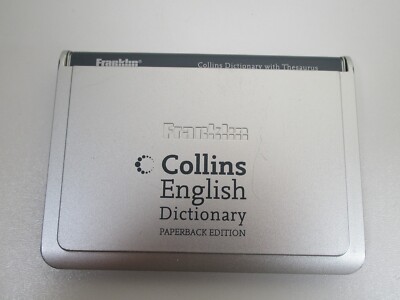 Franklin®
Collins Dictionary with Thesaurus
Franklin
Collins
English
Dictionary
PAPERBACK EDITION